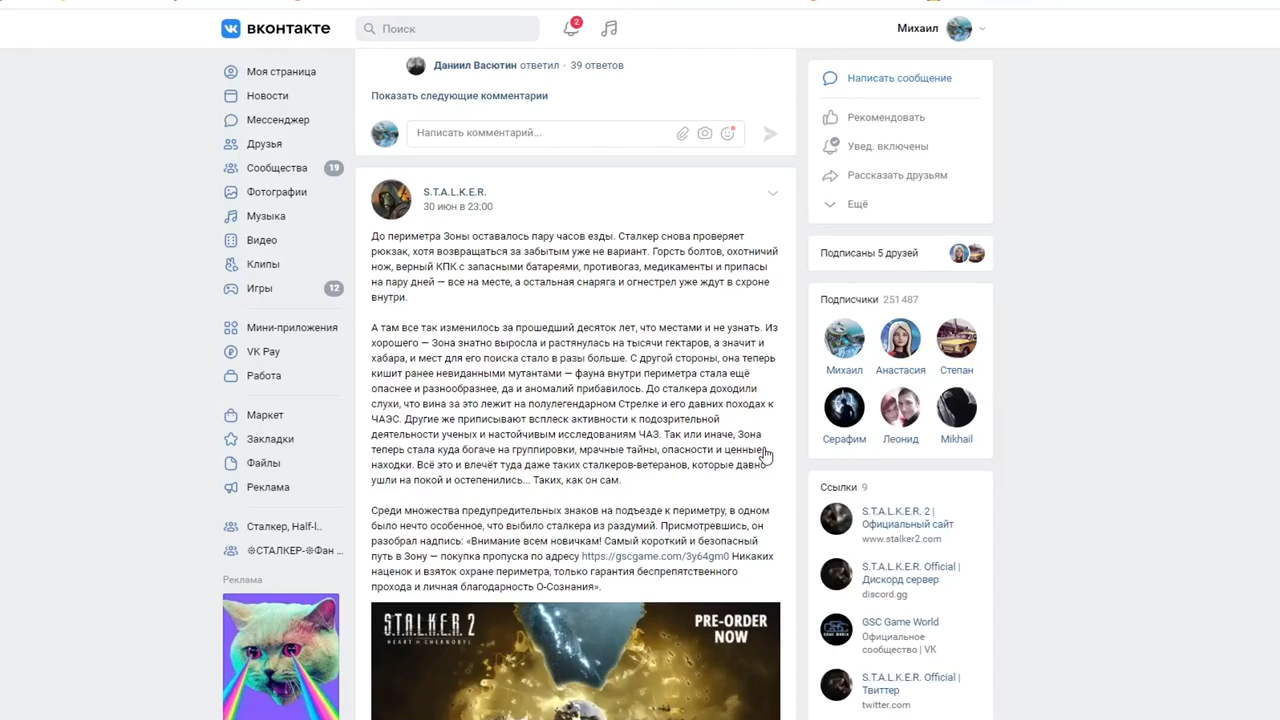 вконтакте
Поиск
2
Михаил
Моя страница
Новости
Мессенджер
Друзья
Сообщества 19
Фотографии
Музыка
Видео
Клипы
Игры 12
Мини-приложения
VK Pay
Работа
Маркет
Закладки
Файлы
Реклама
Сталкер, Half-l..
❊СТАЛКЕР-❊Фан ...
Реклама
Даниил Васютин ответил · 39 ответов
Показать следующие комментарии
Написать комментарий...
S.T.A.L.K.E.R.
30 июн в 23:00
До периметра Зоны оставалось пару часов езды. Сталкер снова проверяет
рюкзак, хотя возвращаться за забытым уже не вариант. Горсть болтов, охотничий
нож, верный КПК с запасными батареями, противогаз, медикаменты и припасы
на пару дней — все на месте, а остальная снаряга и огнестрел уже ждут в схроне
внутри.
А там все так изменилось за прошедший десяток лет, что местами и не узнать. Из
хорошего — Зона знатно выросла и растянулась на тысячи гектаров, а значит и
хабара, и мест для его поиска стало в разы больше. С другой стороны, она теперь
кишит ранее невиданными мутантами — фауна внутри периметра стала ещё
опаснее и разнообразнее, да и аномалий прибавилось. До сталкера доходили
слухи, что вина за это лежит на полулегендарном Стрелке и его давних походах к
ЧАЭС. Другие же приписывают всплеск активности к подозрительной
деятельности ученых и настойчивым исследованиям ЧАЗ. Так или иначе, Зона
теперь стала куда богаче на группировки, мрачные тайны, опасности и ценные
находки. Всё это и влечёт туда даже таких сталкеров-ветеранов, которые давно
ушли на покой и остепенились... Таких, как он сам.
Среди множества предупредительных знаков на подъезде к периметру, в одном
было нечто особенное, что выбило сталкера из раздумий. Присмотревшись, он
разобрал надпись: «Внимание всем новичкам! Самый короткий и безопасный
путь в Зону — покупка пропуска по адресу https://gscgame.com/3y64gm0 Никаких
наценок и взяток охране периметра, только гарантия беспрепятственного
прохода и личная благодарность О-Сознания».
S.T.A.L.K.E.R. 2
HEART OF CHERNOBYL
PRE-ORDER
NOW
Написать сообщение
Рекомендовать
Увед. включены
Рассказать друзьям
Ещё
Подписаны 5 друзей
Подписчики 251 487
Михаил Анастасия Степан
Серафим Леонид Mikhail
Ссылки 9
S.T.A.L.K.E.R. 2 |
Официальный сайт
www.stalker2.com
S.T.A.L.K.E.R. Official |
Дискорд сервер
discord.gg
GSC Game World
Официальное
сообщество | VK
S.T.A.L.K.E.R. Official |
Твиттер
twitter.com